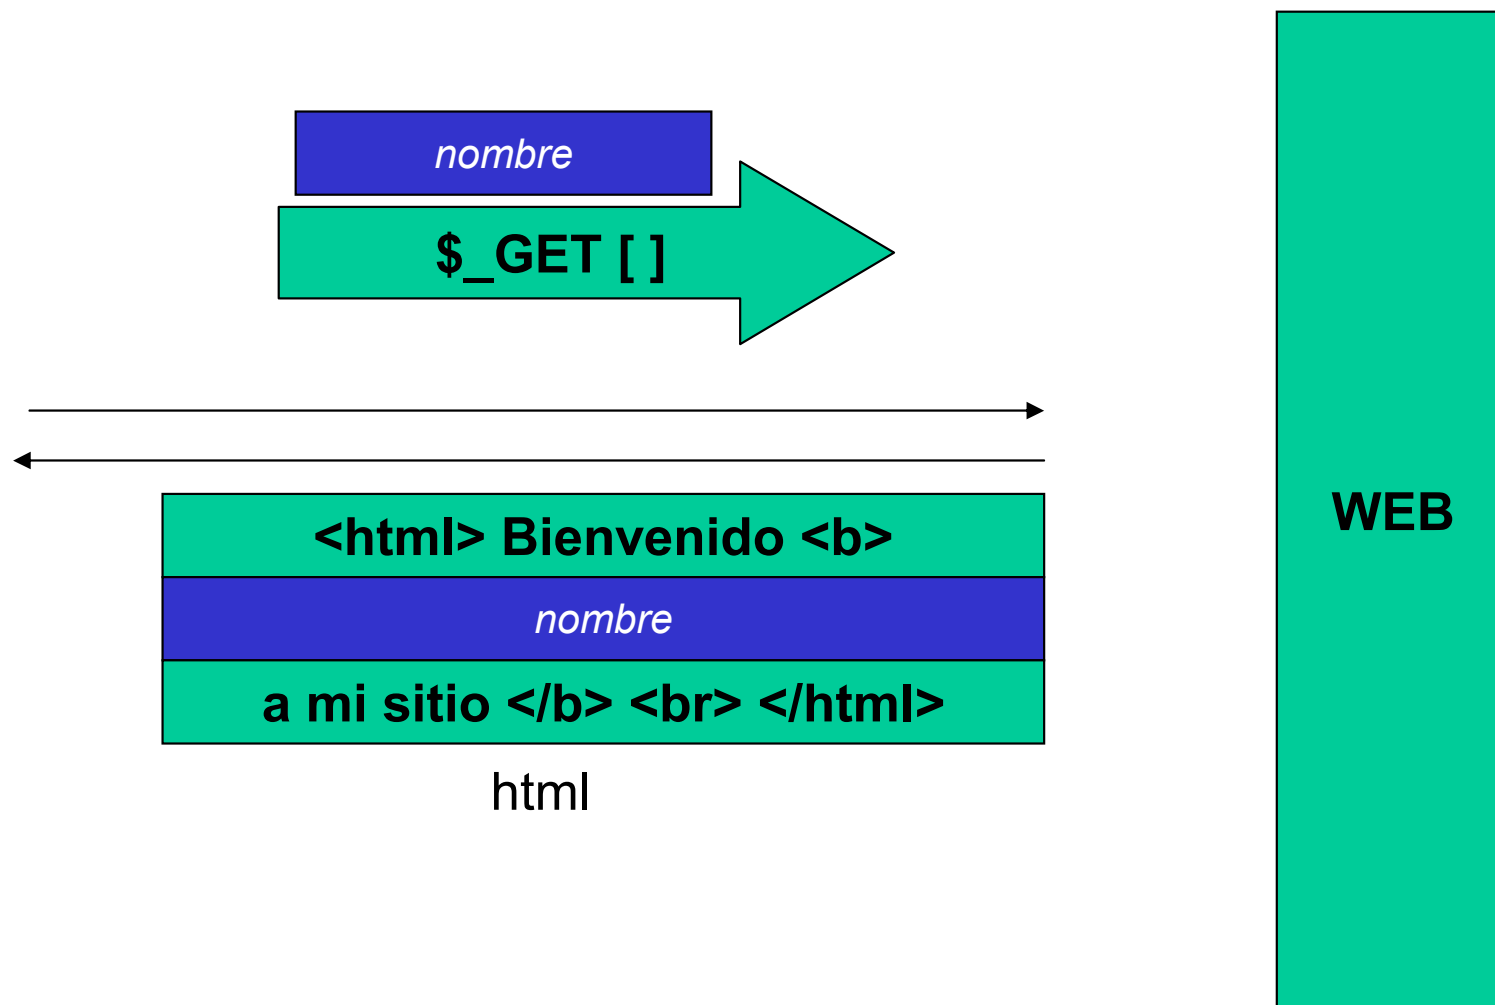 nombre
$_GET [ ]
<html> Bienvenido <b>
nombre
a mi sitio </b> <br> </html>
html
WEB